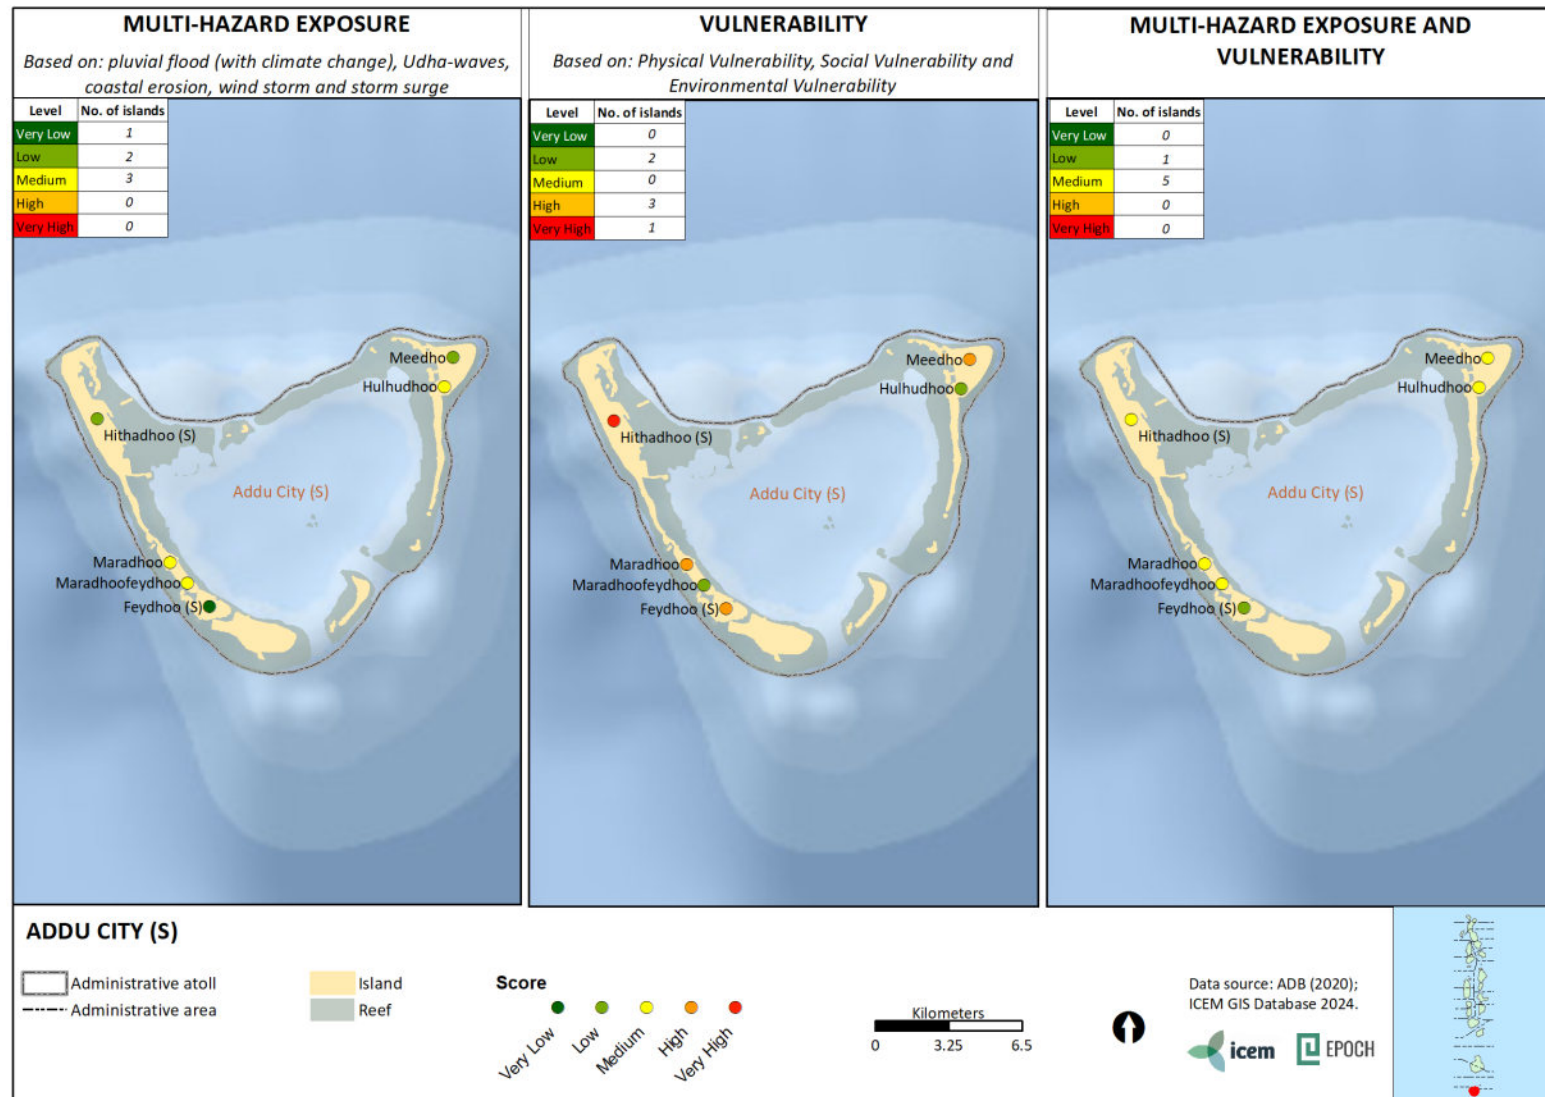 MULTI-HAZARD EXPOSURE
Based on: pluvial flood (with climate change), Udha-waves,
coastal erosion, wind storm and storm surge
Level No. of islands
Very Low 1
Low 2
Medium 3
High 0
Very High 0
Meedho
Hulhudhoo
Hithadhoo (S)
Addu City (S)
Maradhoo
Maradhoofeydhoo
Feydhoo (S)
VULNERABILITY
Based on: Physical Vulnerability, Social Vulnerability and
Environmental Vulnerability
Level No. of islands
Very Low 0
Low 2
Medium 0
High 3
Very High 1
Meedho
Hulhudhoo
Hithadhoo (S)
Addu City (S)
Maradhoo
Maradhoofeydhoo
Feydhoo (S)
MULTI-HAZARD EXPOSURE AND
VULNERABILITY
Level No. of islands
Very Low 0
Low 1
Medium 5
High 0
Very High 0
Meedho
Hulhudhoo
Hithadhoo (S)
Addu City (S)
Maradhoo
Maradhoofeydhoo
Feydhoo (S)
ADDU CITY (S)
Administrative atoll
Administrative area
Island
Reef
Score
Very Low
Low
Medium
High
Very High
Kilometers
0 3.25 6.5
Data source: ADB (2020);
ICEM GIS Database 2024.
icem
EPOCH